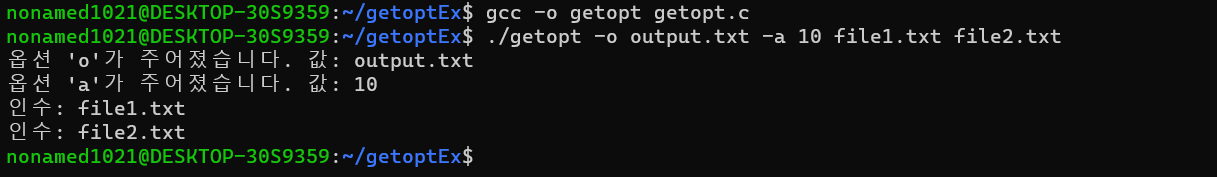 nonamed1021@DESKTOP-30S9359:~/getoptEx$ gcc -o getopt getopt.c
nonamed1021@DESKTOP-30S9359:~/getoptEx$ ./getopt -o output.txt -a 10 file1.txt file2.txt
옵션 'o'가 주어졌습니다. 값: output.txt
옵션 'a'가 주어졌습니다. 값: 10
인수: file1.txt
인수: file2.txt
nonamed1021@DESKTOP-30S9359:~/getoptEx$